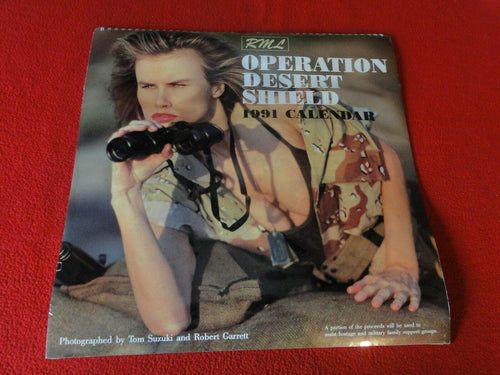 RML
OPERATION
DESERT
SHIELD
1991 CALENDAR
Photographed by Tom Suzuki and Robert Garrett
A portion of the proceeds will be used to
assist hostage and military family support groups.